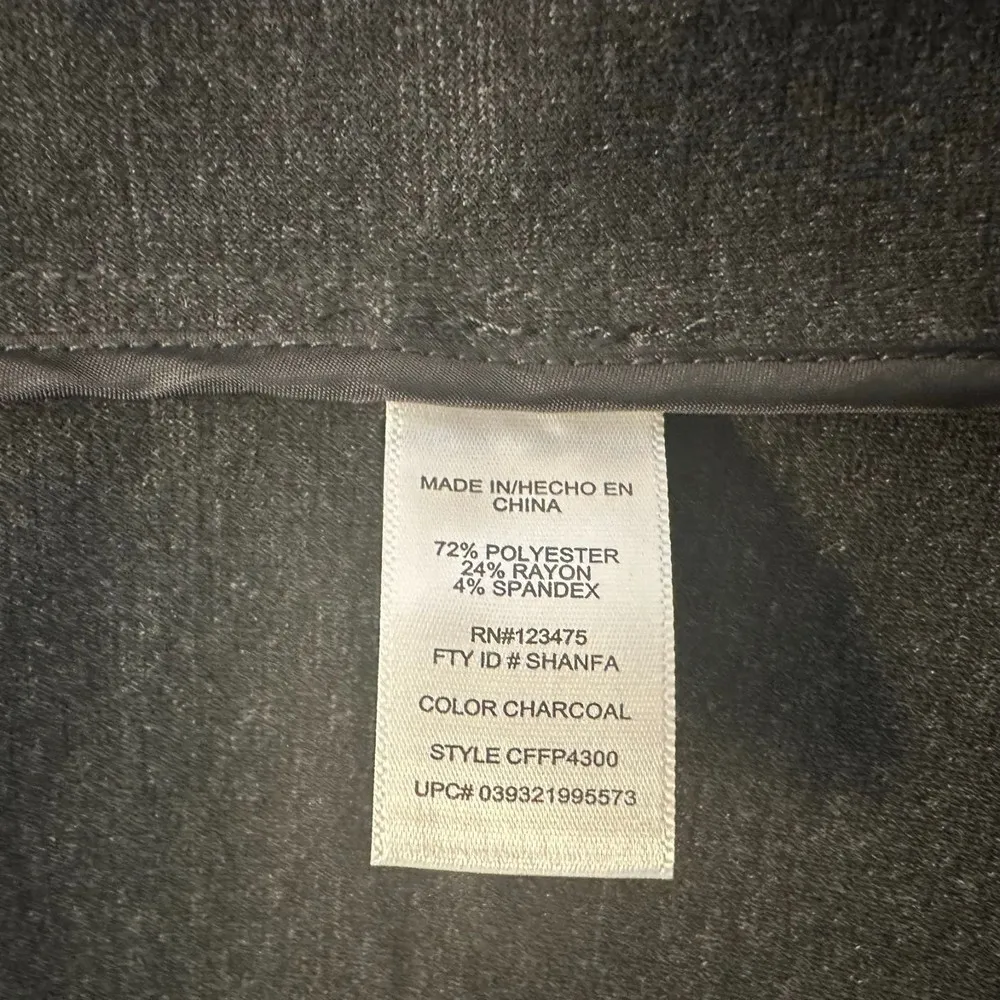 MADE IN/HECHO EN
CHINA
72% POLYESTER
24% RAYON
4% SPANDEX
RN#123475
FTY ID # SHANFA
COLOR CHARCOAL
STYLE CFFP4300
UPC# 039321995573